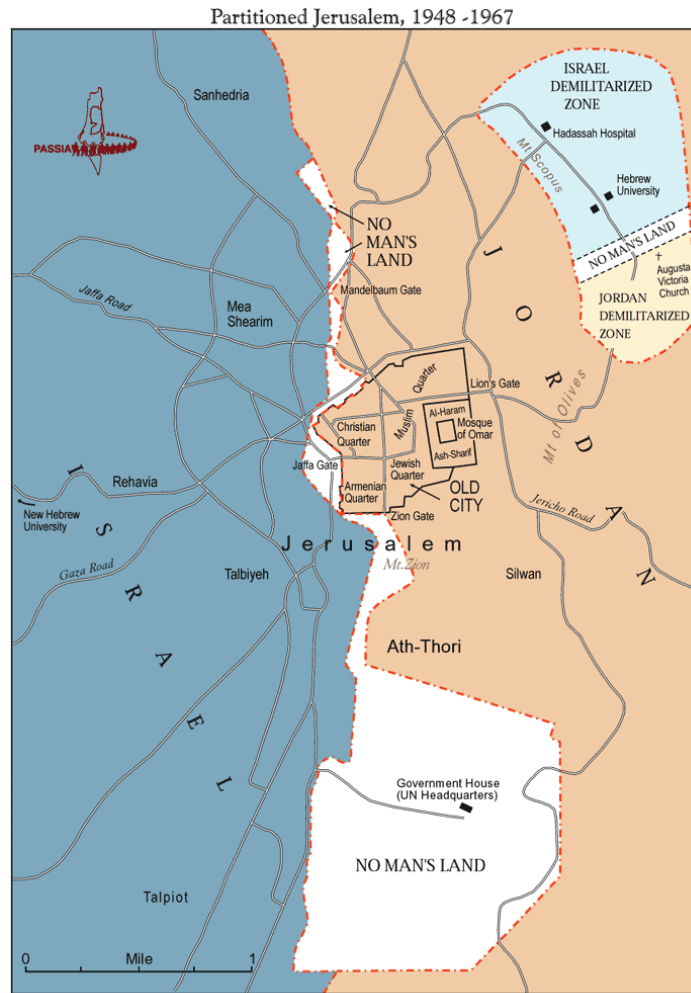 Partitioned Jerusalem, 1948 -1967
ISRAEL
DEMILITARIZED
ZONE
Sanhedria
Hadassah Hospital
PASSIA
Mt Scopus
Hebrew
University
NO
MAN'S
LAND
NO MAN'S LAND
Augusta
Victoria
Church
Mandelbaum Gate
JORDAN
DEMILITARIZED
ZONE
Jaffa Road
Mea
Shearim
JORDAN
Quarter
Lion's Gate
Mt of Olives
Al-Haram
Mosque
of Omar
Ash-Sharif
Muslim
Christian
Quarter
Jaffa Gate
Jewish
Quarter
Rehavia
Armenian
Quarter
OLD
CITY
Jericho Road
New Hebrew
University
Zion Gate
ISRAEL
Jerusalem
Mt.Zion
Gaza Road
Talbiyeh
Silwan
Ath-Thori
Government House
(UN Headquarters)
NO MAN'S LAND
Talpiot
0 Mile 1